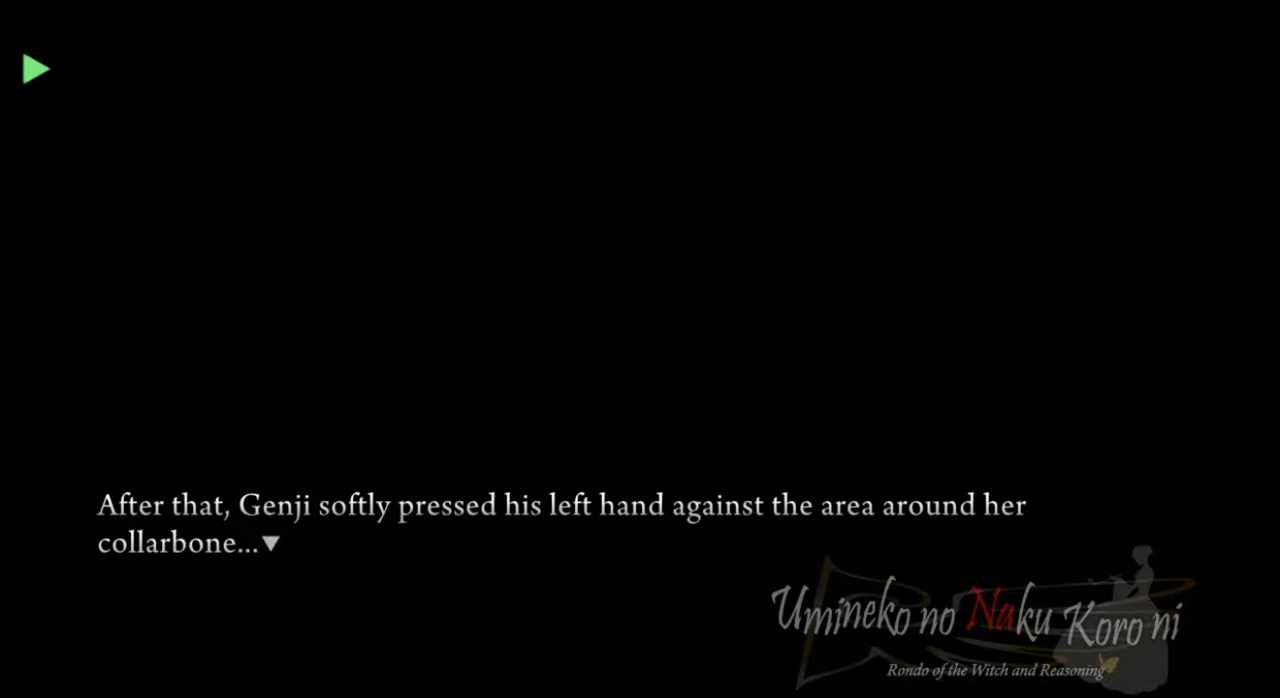 After that, Genji softly pressed his left hand against the area around her
collarbone...▼
Umineko no Naku Koro ni
Rondo of the Witch and Reasoning